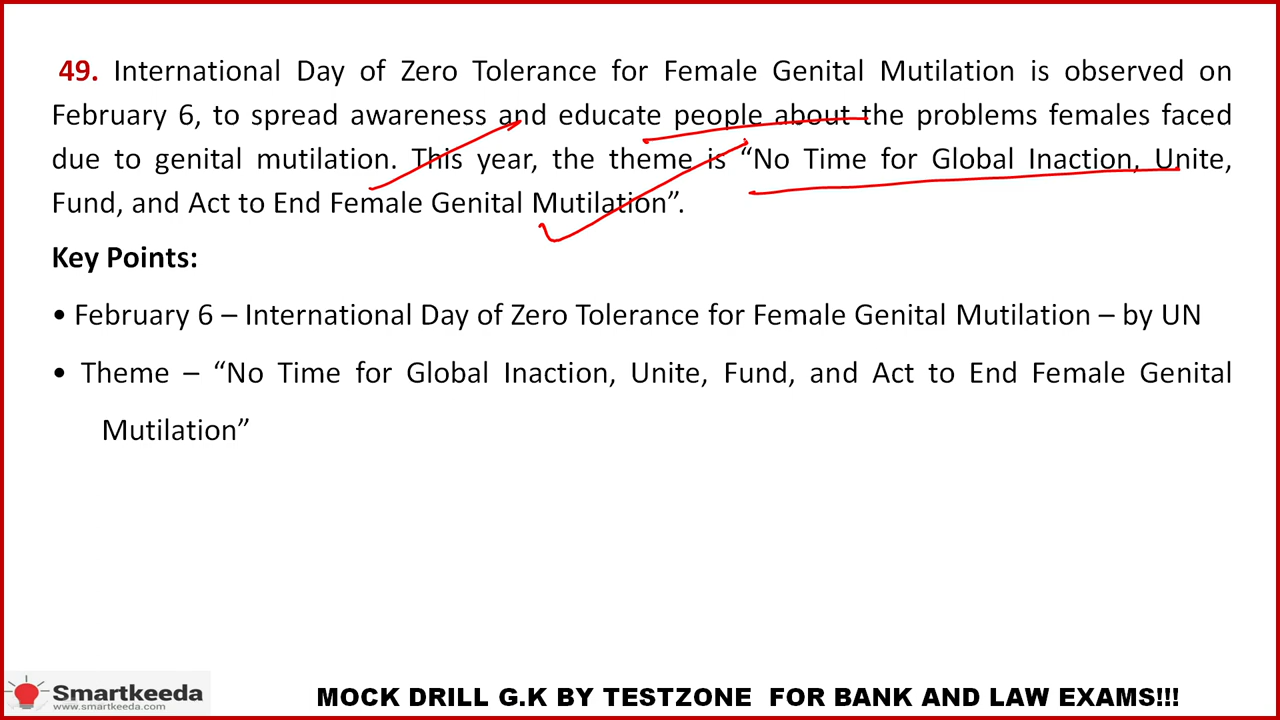 49. International Day of Zero Tolerance for Female Genital Mutilation is observed on
February 6, to spread awareness and educate people about the problems females faced
due to genital mutilation. This year, the theme is “No Time for Global Inaction, Unite,
Fund, and Act to End Female Genital Mutilation”.
Key Points:
• February 6 – International Day of Zero Tolerance for Female Genital Mutilation – by UN
• Theme – “No Time for Global Inaction, Unite, Fund, and Act to End Female Genital
Mutilation”
Smartkeeda
www.smartkeeda.com
MOCK DRILL G.K BY TESTZONE FOR BANK AND LAW EXAMS!!!